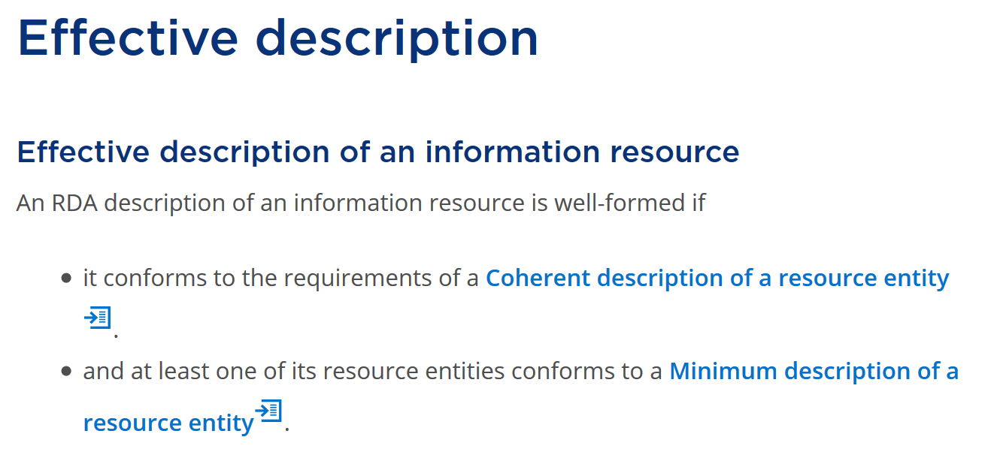 Effective description
Effective description of an information resource
An RDA description of an information resource is well-formed if
• it conforms to the requirements of a Coherent description of a resource entity
.
• and at least one of its resource entities conforms to a Minimum description of a
resource entity .